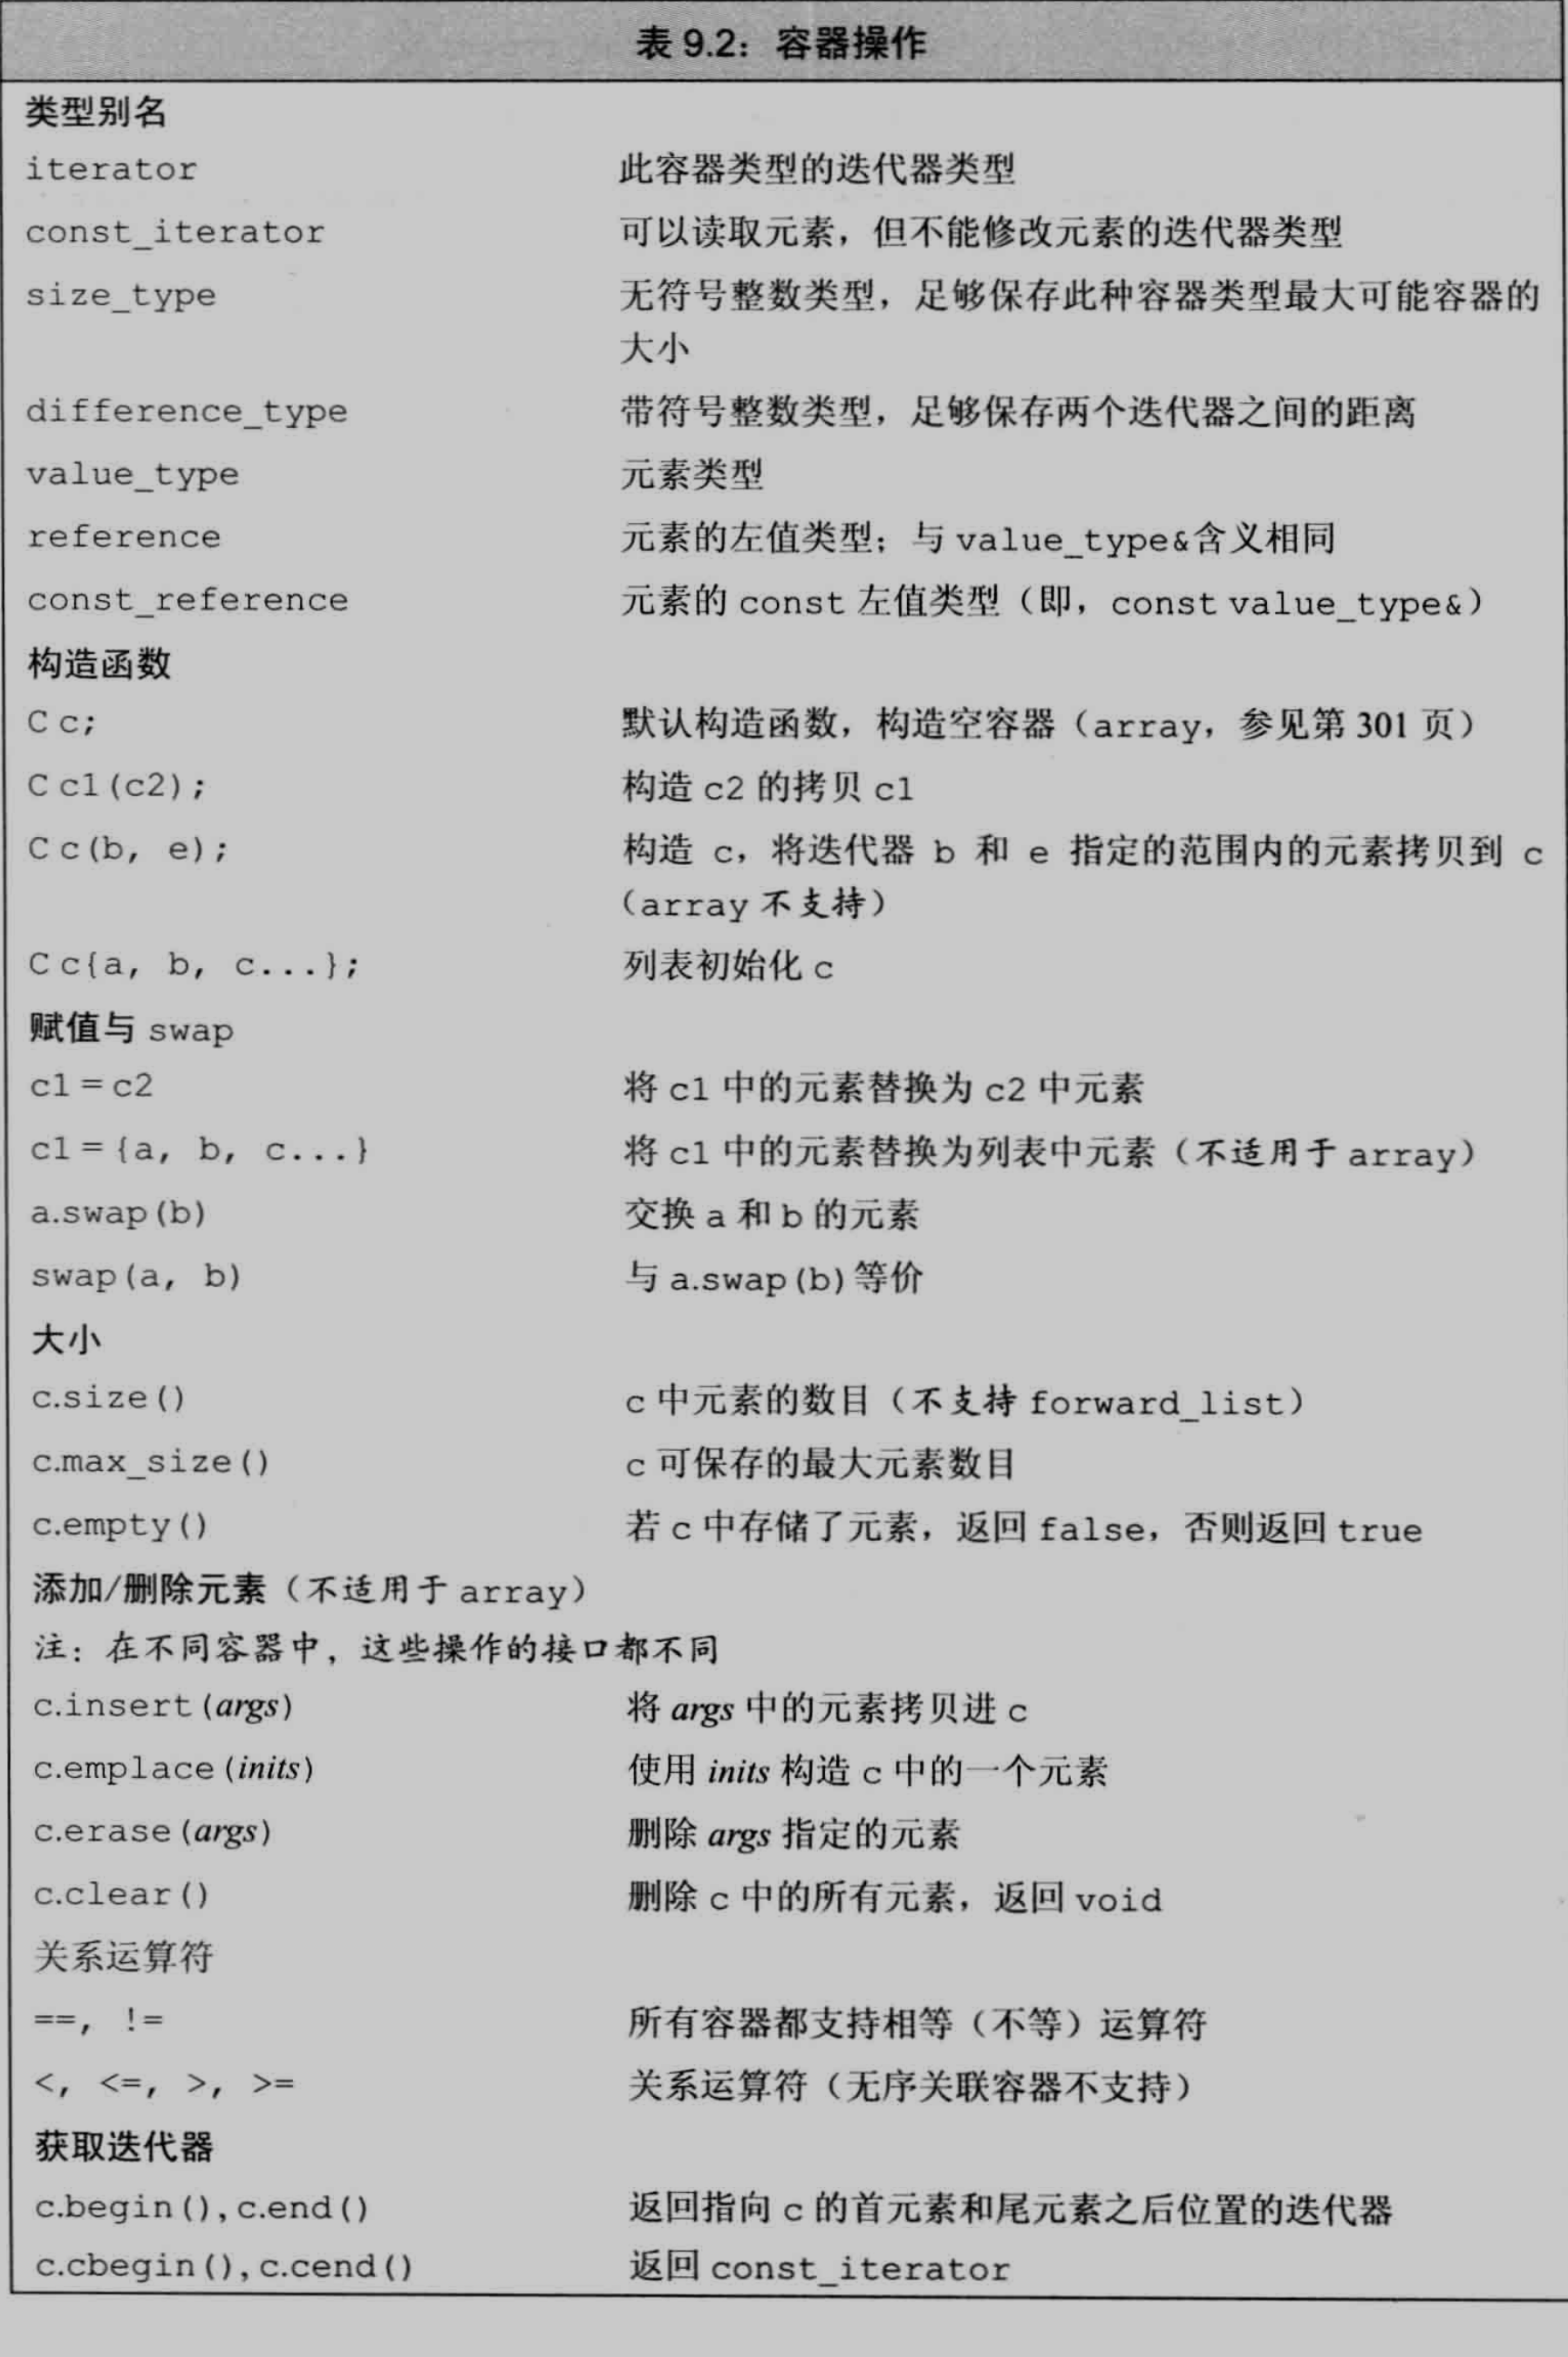 表 9.2：容器操作
类型别名
iterator 此容器类型的迭代器类型
const_iterator 可以读取元素，但不能修改元素的迭代器类型
size_type 无符号整数类型，足够保存此种容器类型最大可能容器的
大小
difference_type 带符号整数类型，足够保存两个迭代器之间的距离
value_type 元素类型
reference 元素的左值类型；与 value_type&含义相同
const_reference 元素的 const 左值类型（即，const value_type&）
构造函数
C c; 默认构造函数，构造空容器（array，参见第 301 页）
C c1(c2); 构造 c2 的拷贝 c1
C c(b, e); 构造 c，将迭代器 b 和 e 指定的范围内的元素拷贝到 c
（array 不支持）
C c{a, b, c...}; 列表初始化 c
赋值与 swap
c1 = c2 将 c1 中的元素替换为 c2 中元素
c1 = {a, b, c...} 将 c1 中的元素替换为列表中元素（不适用于 array）
a.swap(b) 交换 a 和 b 的元素
swap(a, b) 与 a.swap(b)等价
大小
c.size() c 中元素的数目（不支持 forward_list）
c.max_size() c 可保存的最大元素数目
c.empty() 若 c 中存储了元素，返回 false，否则返回 true
添加/删除元素（不适用于 array）
注：在不同容器中，这些操作的接口都不同
c.insert(args) 将 args 中的元素拷贝进 c
c.emplace(inits) 使用 inits 构造 c 中的一个元素
c.erase(args) 删除 args 指定的元素
c.clear() 删除 c 中的所有元素，返回 void
关系运算符
==, != 所有容器都支持相等（不等）运算符
<, <=, >, >= 关系运算符（无序关联容器不支持）
获取迭代器
c.begin(), c.end() 返回指向 c 的首元素和尾元素之后位置的迭代器
c.cbegin(), c.cend() 返回 const_iterator